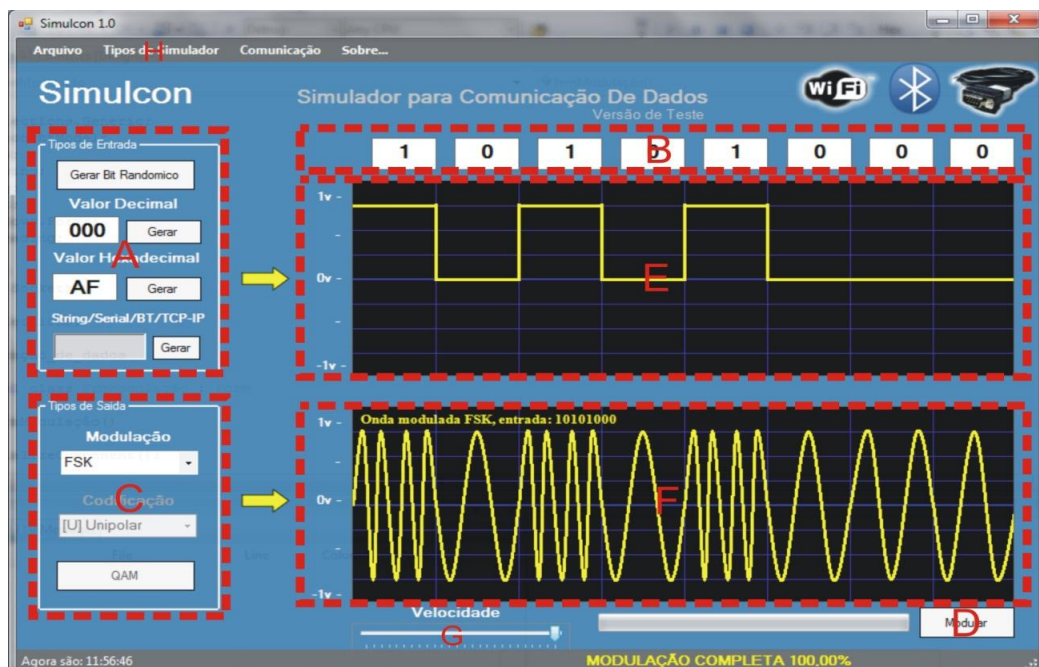 Simulcon 1.0
Arquivo Tipos de Simulador Comunicação Sobre...
H
Simulcon
Simulador para Comunicação De Dados
Versão de Teste
Wi Fi
Tipos de Entrada
Gerar Bit Randomico
Valor Decimal
000 Gerar
A
Valor Hexadecimal
AF Gerar
String/Serial/BT/TCP-IP
Gerar
1 0 1 0 1 0 0 0
B
1v -
0v -
-1v -
E
Tipos de Saída
Modulação
FSK
Codificação
C
[U] Unipolar
QAM
Onda modulada FSK, entrada: 10101000
1v -
0v -
-1v -
F
Velocidade
G
Modular
D
Agora são: 11:56:46
MODULAÇÃO COMPLETA 100,00%